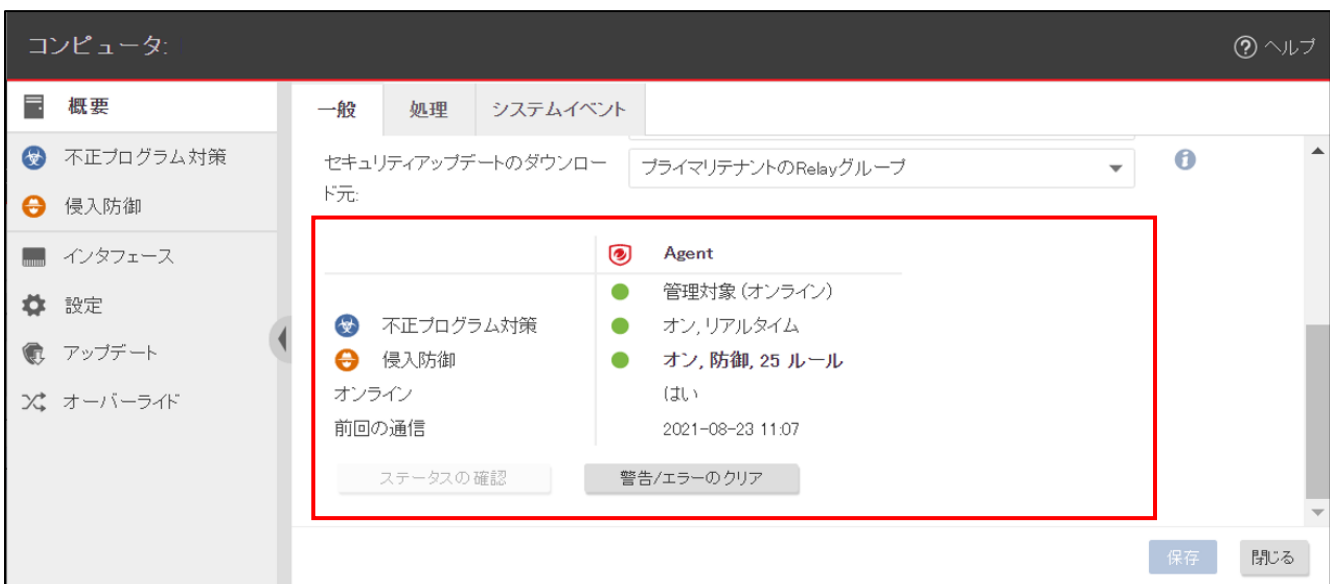 コンピュータ:
ヘルプ
概要
不正プログラム対策
侵入防御
インタフェース
設定
アップデート
オーバーライド
一般 処理 システムイベント
セキュリティアップデートのダウンロー
ド元:
プライマリテナントのRelayグループ
Agent
管理対象 (オンライン)
不正プログラム対策 オン, リアルタイム
侵入防御 オン, 防御, 25 ルール
オンライン はい
前回の通信 2021-08-23 11:07
ステータスの確認 警告/エラーのクリア
保存 閉じる